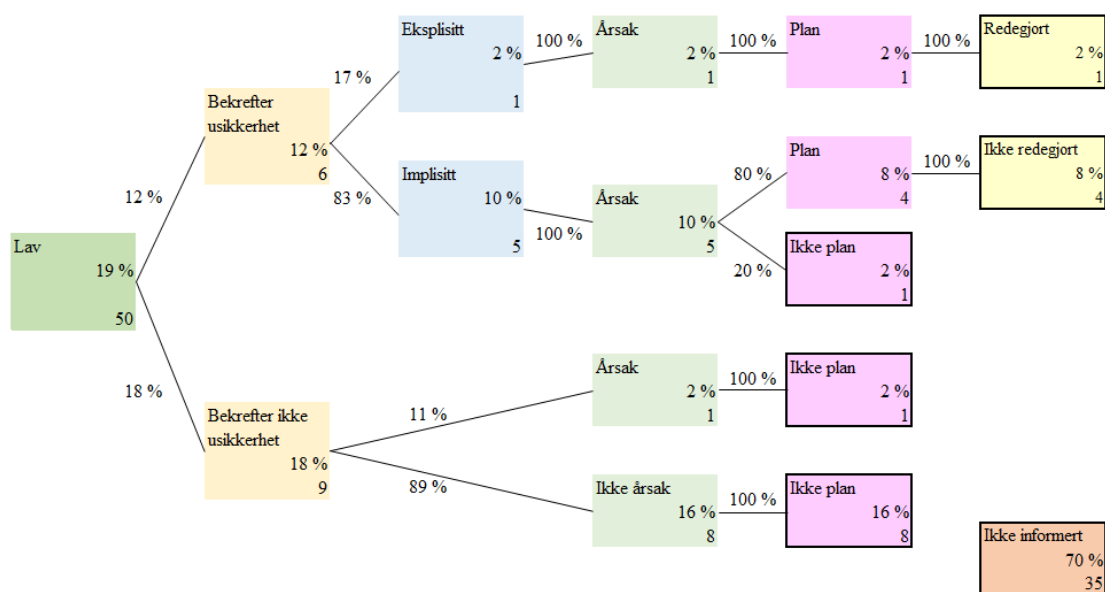 Eksplisitt
2 %
1
100 %
Årsak
2 %
1
100 %
Plan
2 %
1
100 %
Redegjort
2 %
1
17 %
Bekrefter
usikkerhet
12 %
6
12 %
83 %
Implisitt
10 %
5
100 %
Årsak
10 %
5
80 %
Plan
8 %
4
100 %
Ikke redegjort
8 %
4
20 %
Ikke plan
2 %
1
Lav
19 %
50
18 %
Bekrefter ikke
usikkerhet
18 %
9
11 %
Årsak
2 %
1
100 %
Ikke plan
2 %
1
89 %
Ikke årsak
16 %
8
100 %
Ikke plan
16 %
8
Ikke informert
70 %
35